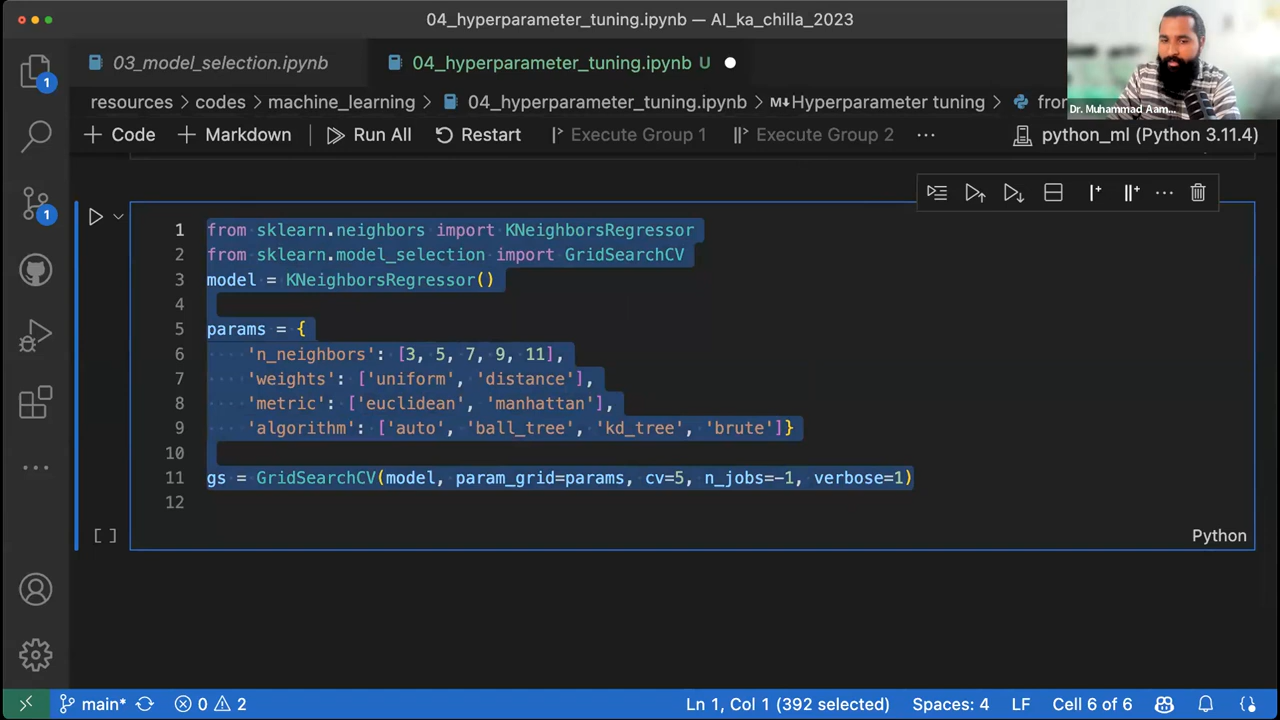 04_hyperparameter_tuning.ipynb — AI_ka_chilla_2023
03_model_selection.ipynb
04_hyperparameter_tuning.ipynb U
resources > codes > machine_learning > 04_hyperparameter_tuning.ipynb > M↓Hyperparameter tuning > fror
+ Code + Markdown | Run All Restart Execute Group 1 Execute Group 2 ... python_ml (Python 3.11.4)
Dr. Muhammad Aam...
1
1
1 from sklearn.neighbors import KNeighborsRegressor
2 from sklearn.model_selection import GridSearchCV
3 model = KNeighborsRegressor()
4
5 params = {
6     'n_neighbors': [3, 5, 7, 9, 11],
7     'weights': ['uniform', 'distance'],
8     'metric': ['euclidean', 'manhattan'],
9     'algorithm': ['auto', 'ball_tree', 'kd_tree', 'brute']}
10
11 gs = GridSearchCV(model, param_grid=params, cv=5, n_jobs=-1, verbose=1)
12
[ ]
Python
main* 0 2 Ln 1, Col 1 (392 selected) Spaces: 4 LF Cell 6 of 6